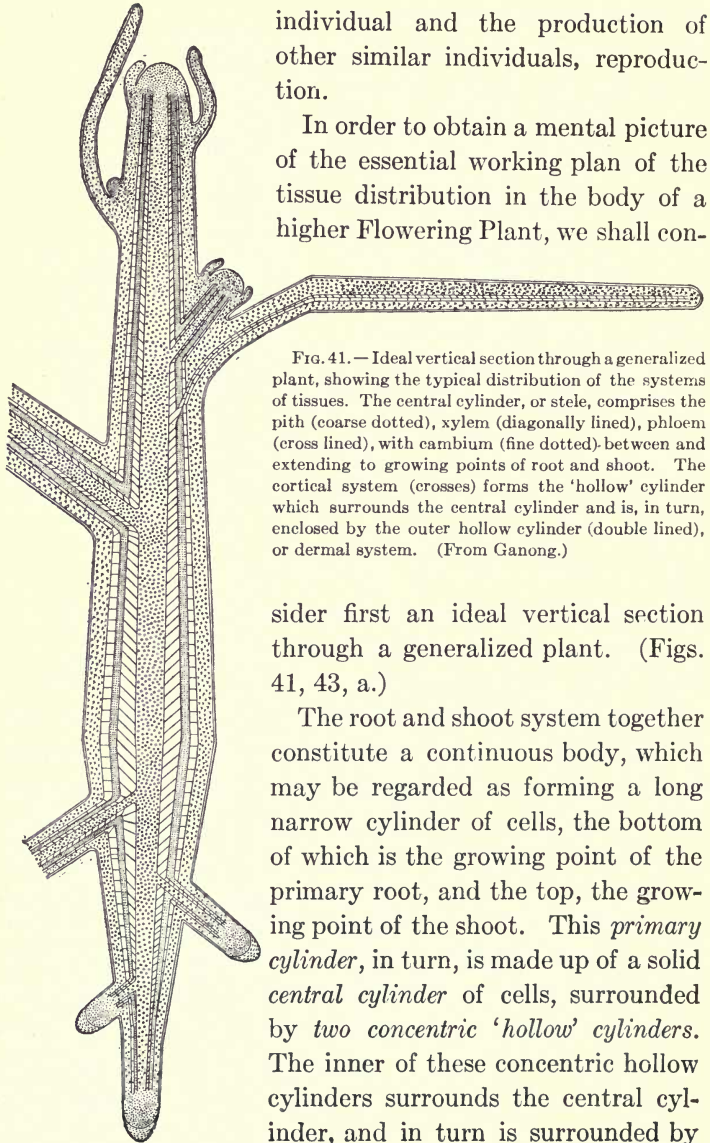 individual and the production of
other similar individuals, reproduc-
tion.
In order to obtain a mental picture
of the essential working plan of the
tissue distribution in the body of a
higher Flowering Plant, we shall con-
FIG. 41.— Ideal vertical section through a generalized
plant, showing the typical distribution of the systems
of tissues. The central cylinder, or stele, comprises the
pith (coarse dotted), xylem (diagonally lined), phloem
(cross lined), with cambium (fine dotted) between and
extending to growing points of root and shoot. The
cortical system (crosses) forms the 'hollow' cylinder
which surrounds the central cylinder and is, in turn,
enclosed by the outer hollow cylinder (double lined),
or dermal system. (From Ganong.)
sider first an ideal vertical section
through a generalized plant. (Figs.
41, 43, a.)
The root and shoot system together
constitute a continuous body, which
may be regarded as forming a long
narrow cylinder of cells, the bottom
of which is the growing point of the
primary root, and the top, the grow-
ing point of the shoot. This primary
cylinder, in turn, is made up of a solid
central cylinder of cells, surrounded
by two concentric 'hollow' cylinders.
The inner of these concentric hollow
cylinders surrounds the central cyl-
inder, and in turn is surrounded by